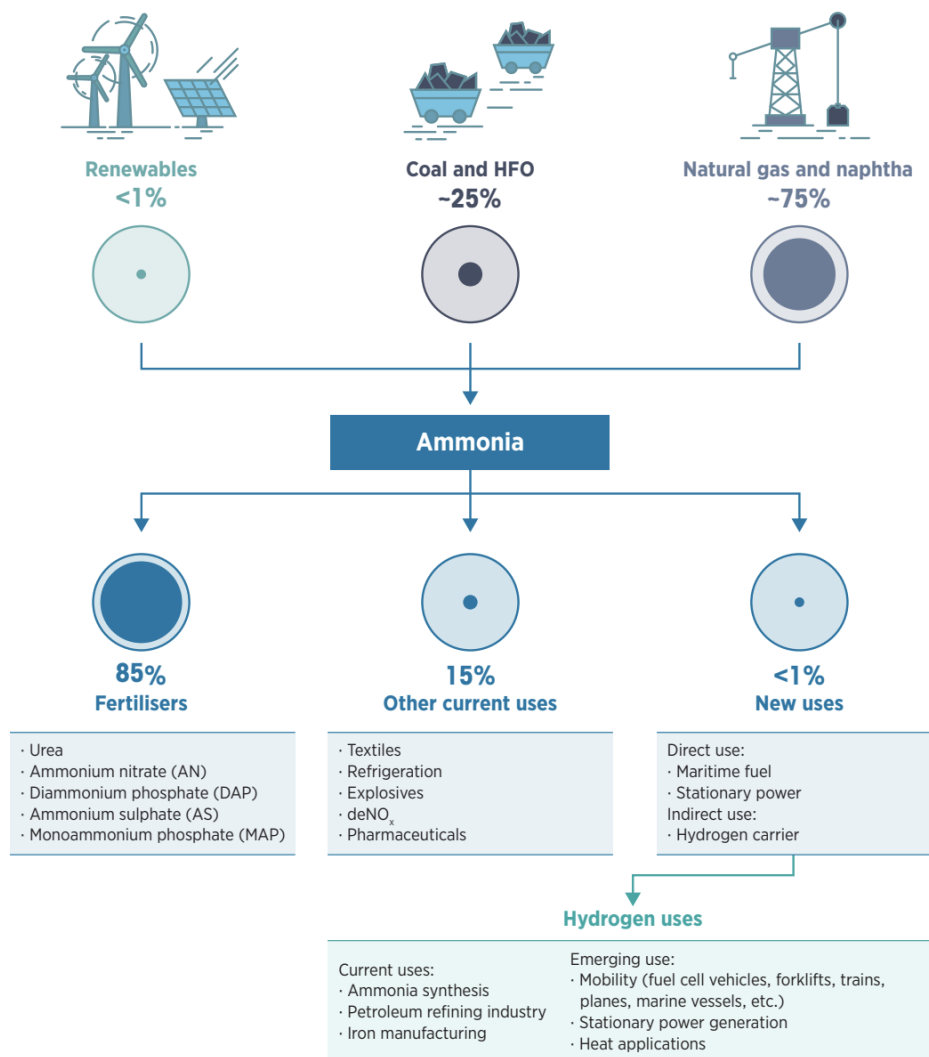 Renewables
<1%
Coal and HFO
~25%
Natural gas and naphtha
~75%
Ammonia
85%
Fertilisers
· Urea
· Ammonium nitrate (AN)
· Diammonium phosphate (DAP)
· Ammonium sulphate (AS)
· Monoammonium phosphate (MAP)
15%
Other current uses
· Textiles
· Refrigeration
· Explosives
· deNOₓ
· Pharmaceuticals
<1%
New uses
Direct use:
· Maritime fuel
· Stationary power
Indirect use:
· Hydrogen carrier
Hydrogen uses
Current uses:
· Ammonia synthesis
· Petroleum refining industry
· Iron manufacturing
Emerging use:
· Mobility (fuel cell vehicles, forklifts, trains,
planes, marine vessels, etc.)
· Stationary power generation
· Heat applications